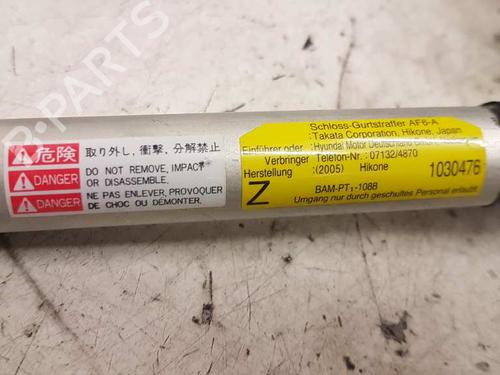 危険
取り外し,衝撃,分解禁止
DANGER
DO NOT REMOVE, IMPACT
OR DISASSEMBLE.
DANGER
NE PAS ENLEVER, PROVOQUER
DE CHOC OU DÉMONTER.
Schloss-Gurtstraffer AF6-A
:Takata Corporation, Hikone, Japan
Einführer oder :Hyundai Motor Deutschland
Verbringer Telefon-Nr.: 07132/4870
Herstellung :(2005) Hikone
1030476
Z
BAM-PT₁-1088
Umgang nur durch geschultes Personal erlaubt
PARTS